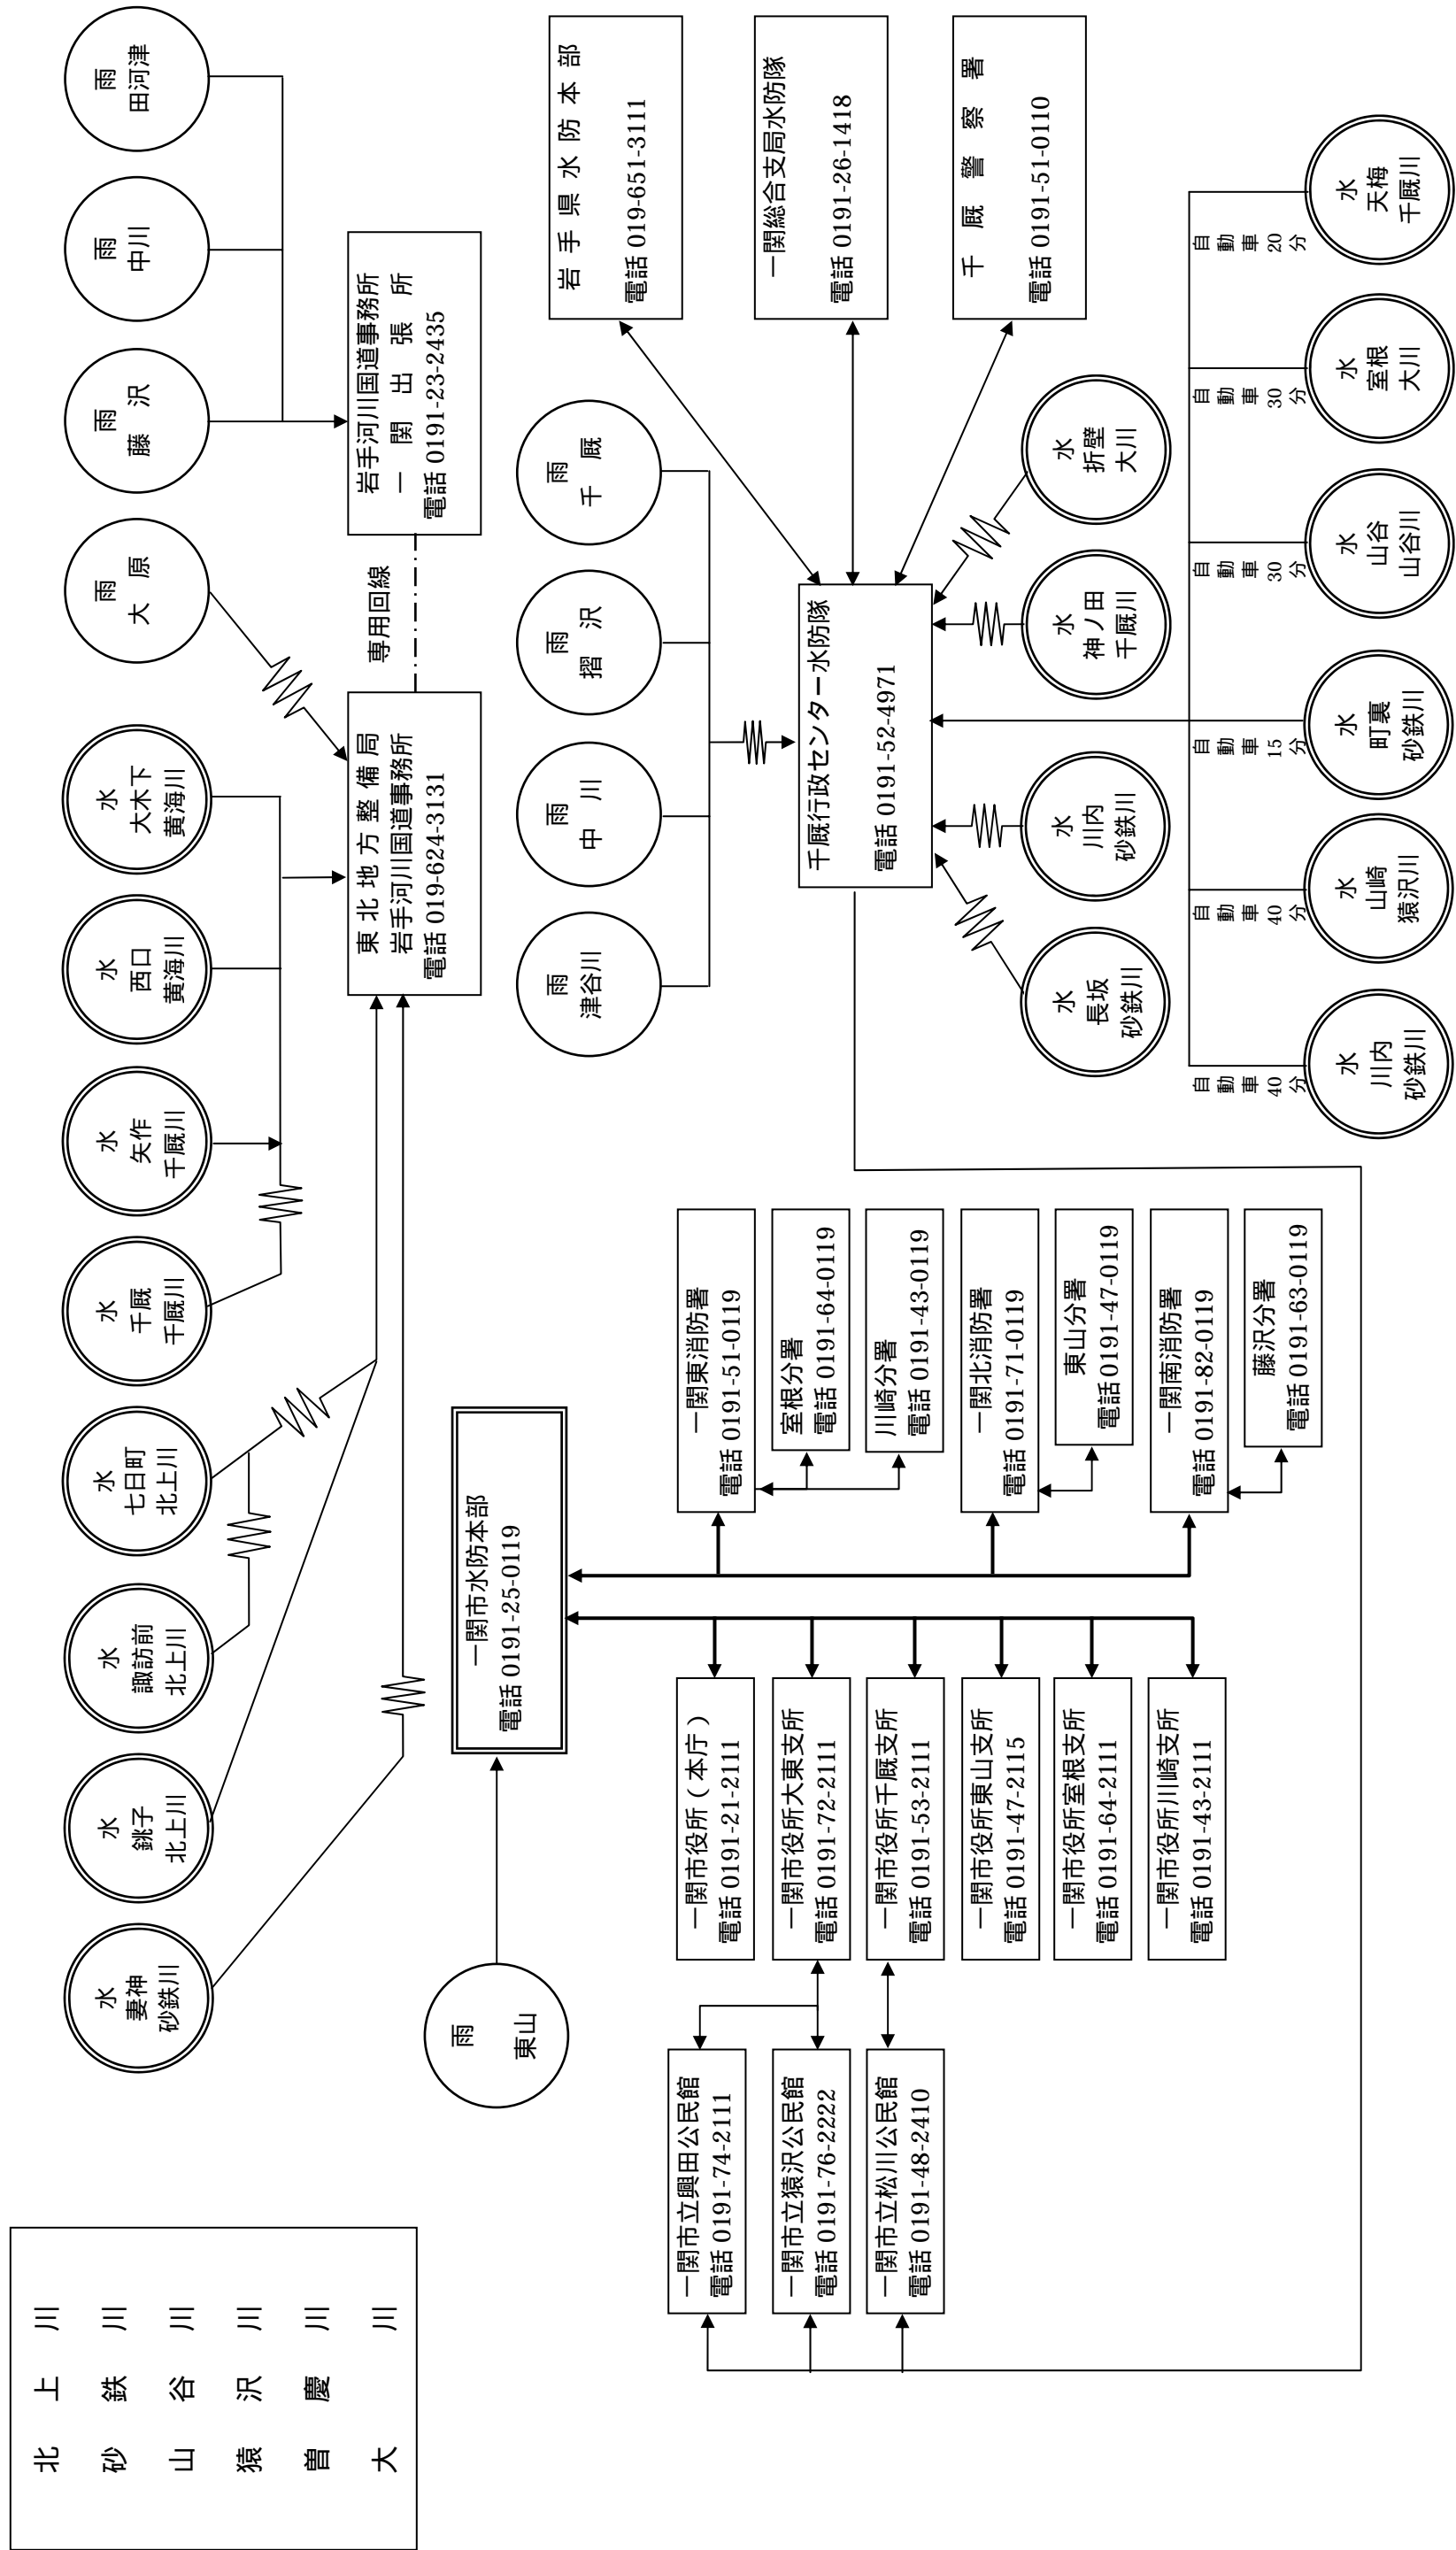 北上川
砂鉄川
山谷川
猿沢川
曽慶川
大川
水
妻神
砂鉄川
水
銚子
北上川
水
諏訪前
北上川
水
七日町
北上川
水
千厩
千厩川
水
矢作
千厩川
水
西口
黄海川
水
大木下
黄海川
雨
大原
雨
藤沢
雨
中川
雨
田河津
東北地方整備局
岩手河川国道事務所
電話 019-624-3131
専用回線
岩手河川国道事務所
一関出張所
電話 0191-23-2435
雨
東山
一関市水防本部
電話 0191-25-0119
雨
津谷川
雨
中川
雨
摺沢
雨
千厩
岩手県水防本部
電話 019-651-3111
一関総合支局水防隊
電話 0191-26-1418
千厩警察署
電話 0191-51-0110
千厩行政センター水防隊
電話 0191-52-4971
一関市立興田公民館
電話 0191-74-2111
一関市立猿沢公民館
電話 0191-76-2222
一関市立松川公民館
電話 0191-48-2410
一関市役所(本庁)
電話 0191-21-2111
一関市役所大東支所
電話 0191-72-2111
一関市役所千厩支所
電話 0191-53-2111
一関市役所東山支所
電話 0191-47-2115
一関市役所室根支所
電話 0191-64-2111
一関市役所川崎支所
電話 0191-43-2111
一関東消防署
電話 0191-51-0119
室根分署
電話 0191-64-0119
川崎分署
電話 0191-43-0119
一関北消防署
電話 0191-71-0119
東山分署
電話 0191-47-0119
一関南消防署
電話 0191-82-0119
藤沢分署
電話 0191-63-0119
水
長坂
砂鉄川
水
川内
砂鉄川
水
神ノ田
千厩川
水
折壁
大川
自動車40分
自動車40分
自動車15分
自動車30分
自動車30分
自動車20分
水
川内
砂鉄川
水
山崎
猿沢川
水
町裏
砂鉄川
水
山谷
山谷川
水
室根
大川
水
天梅
千厩川